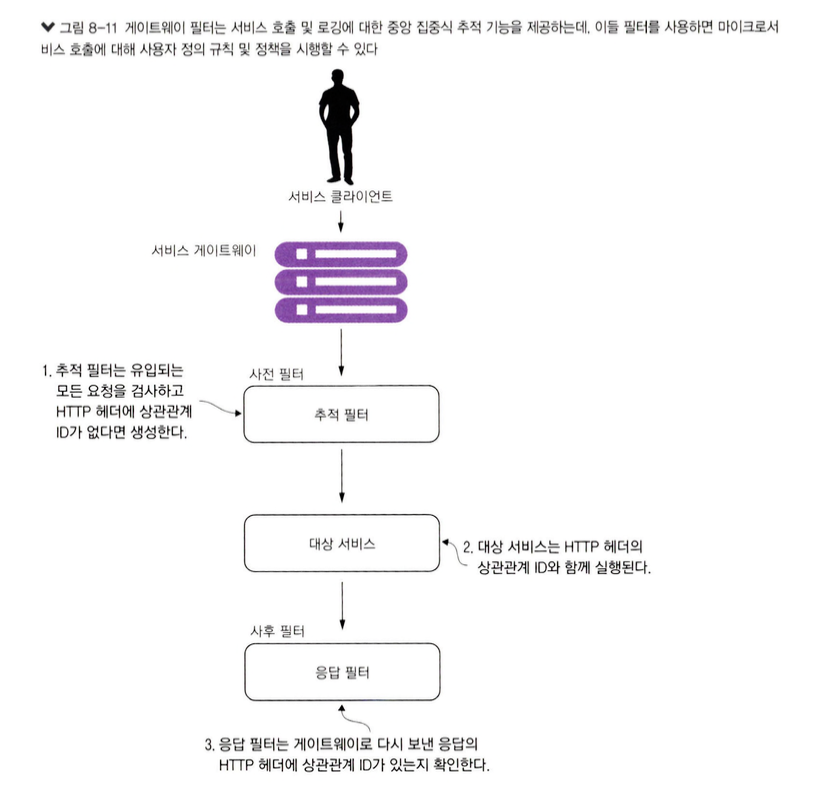 그림 8-11 게이트웨이 필터는 서비스 호출 및 로깅에 대한 중앙 집중식 추적 기능을 제공하는데, 이들 필터를 사용하면 마이크로서
비스 호출에 대해 사용자 정의 규칙 및 정책을 시행할 수 있다
서비스 클라이언트
서비스 게이트웨이
1. 추적 필터는 유입되는
모든 요청을 검사하고
HTTP 헤더에 상관관계
ID가 없다면 생성한다.
사전 필터
추적 필터
대상 서비스
2. 대상 서비스는 HTTP 헤더의
상관관계 ID와 함께 실행된다.
사후 필터
응답 필터
3. 응답 필터는 게이트웨이로 다시 보낸 응답의
HTTP 헤더에 상관관계 ID가 있는지 확인한다.